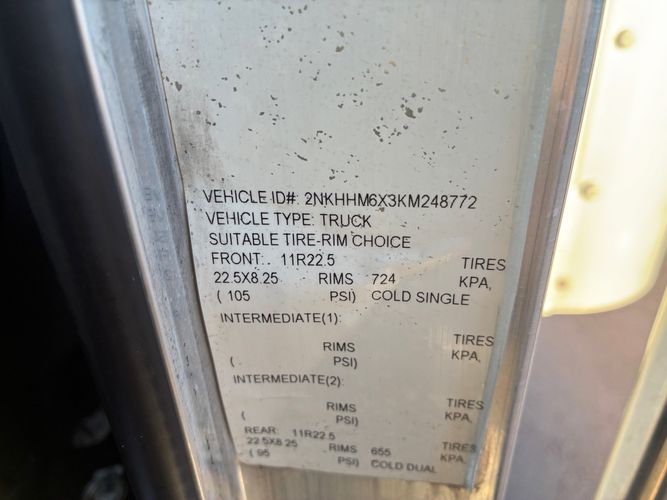 VEHICLE ID#: 2NKHHM6X3KM248772
VEHICLE TYPE: TRUCK
SUITABLE TIRE-RIM CHOICE
FRONT: 11R22.5 TIRES
22.5X8.25 RIMS 724 KPA,
( 105 PSI) COLD SINGLE
INTERMEDIATE(1):
TIRES
RIMS KPA,
( PSI)
INTERMEDIATE(2):
TIRES
RIMS KPA,
( PSI)
REAR: 11R22.5 TIRES
22.5X8.25 RIMS 655 KPA,
( 95 PSI) COLD DUAL